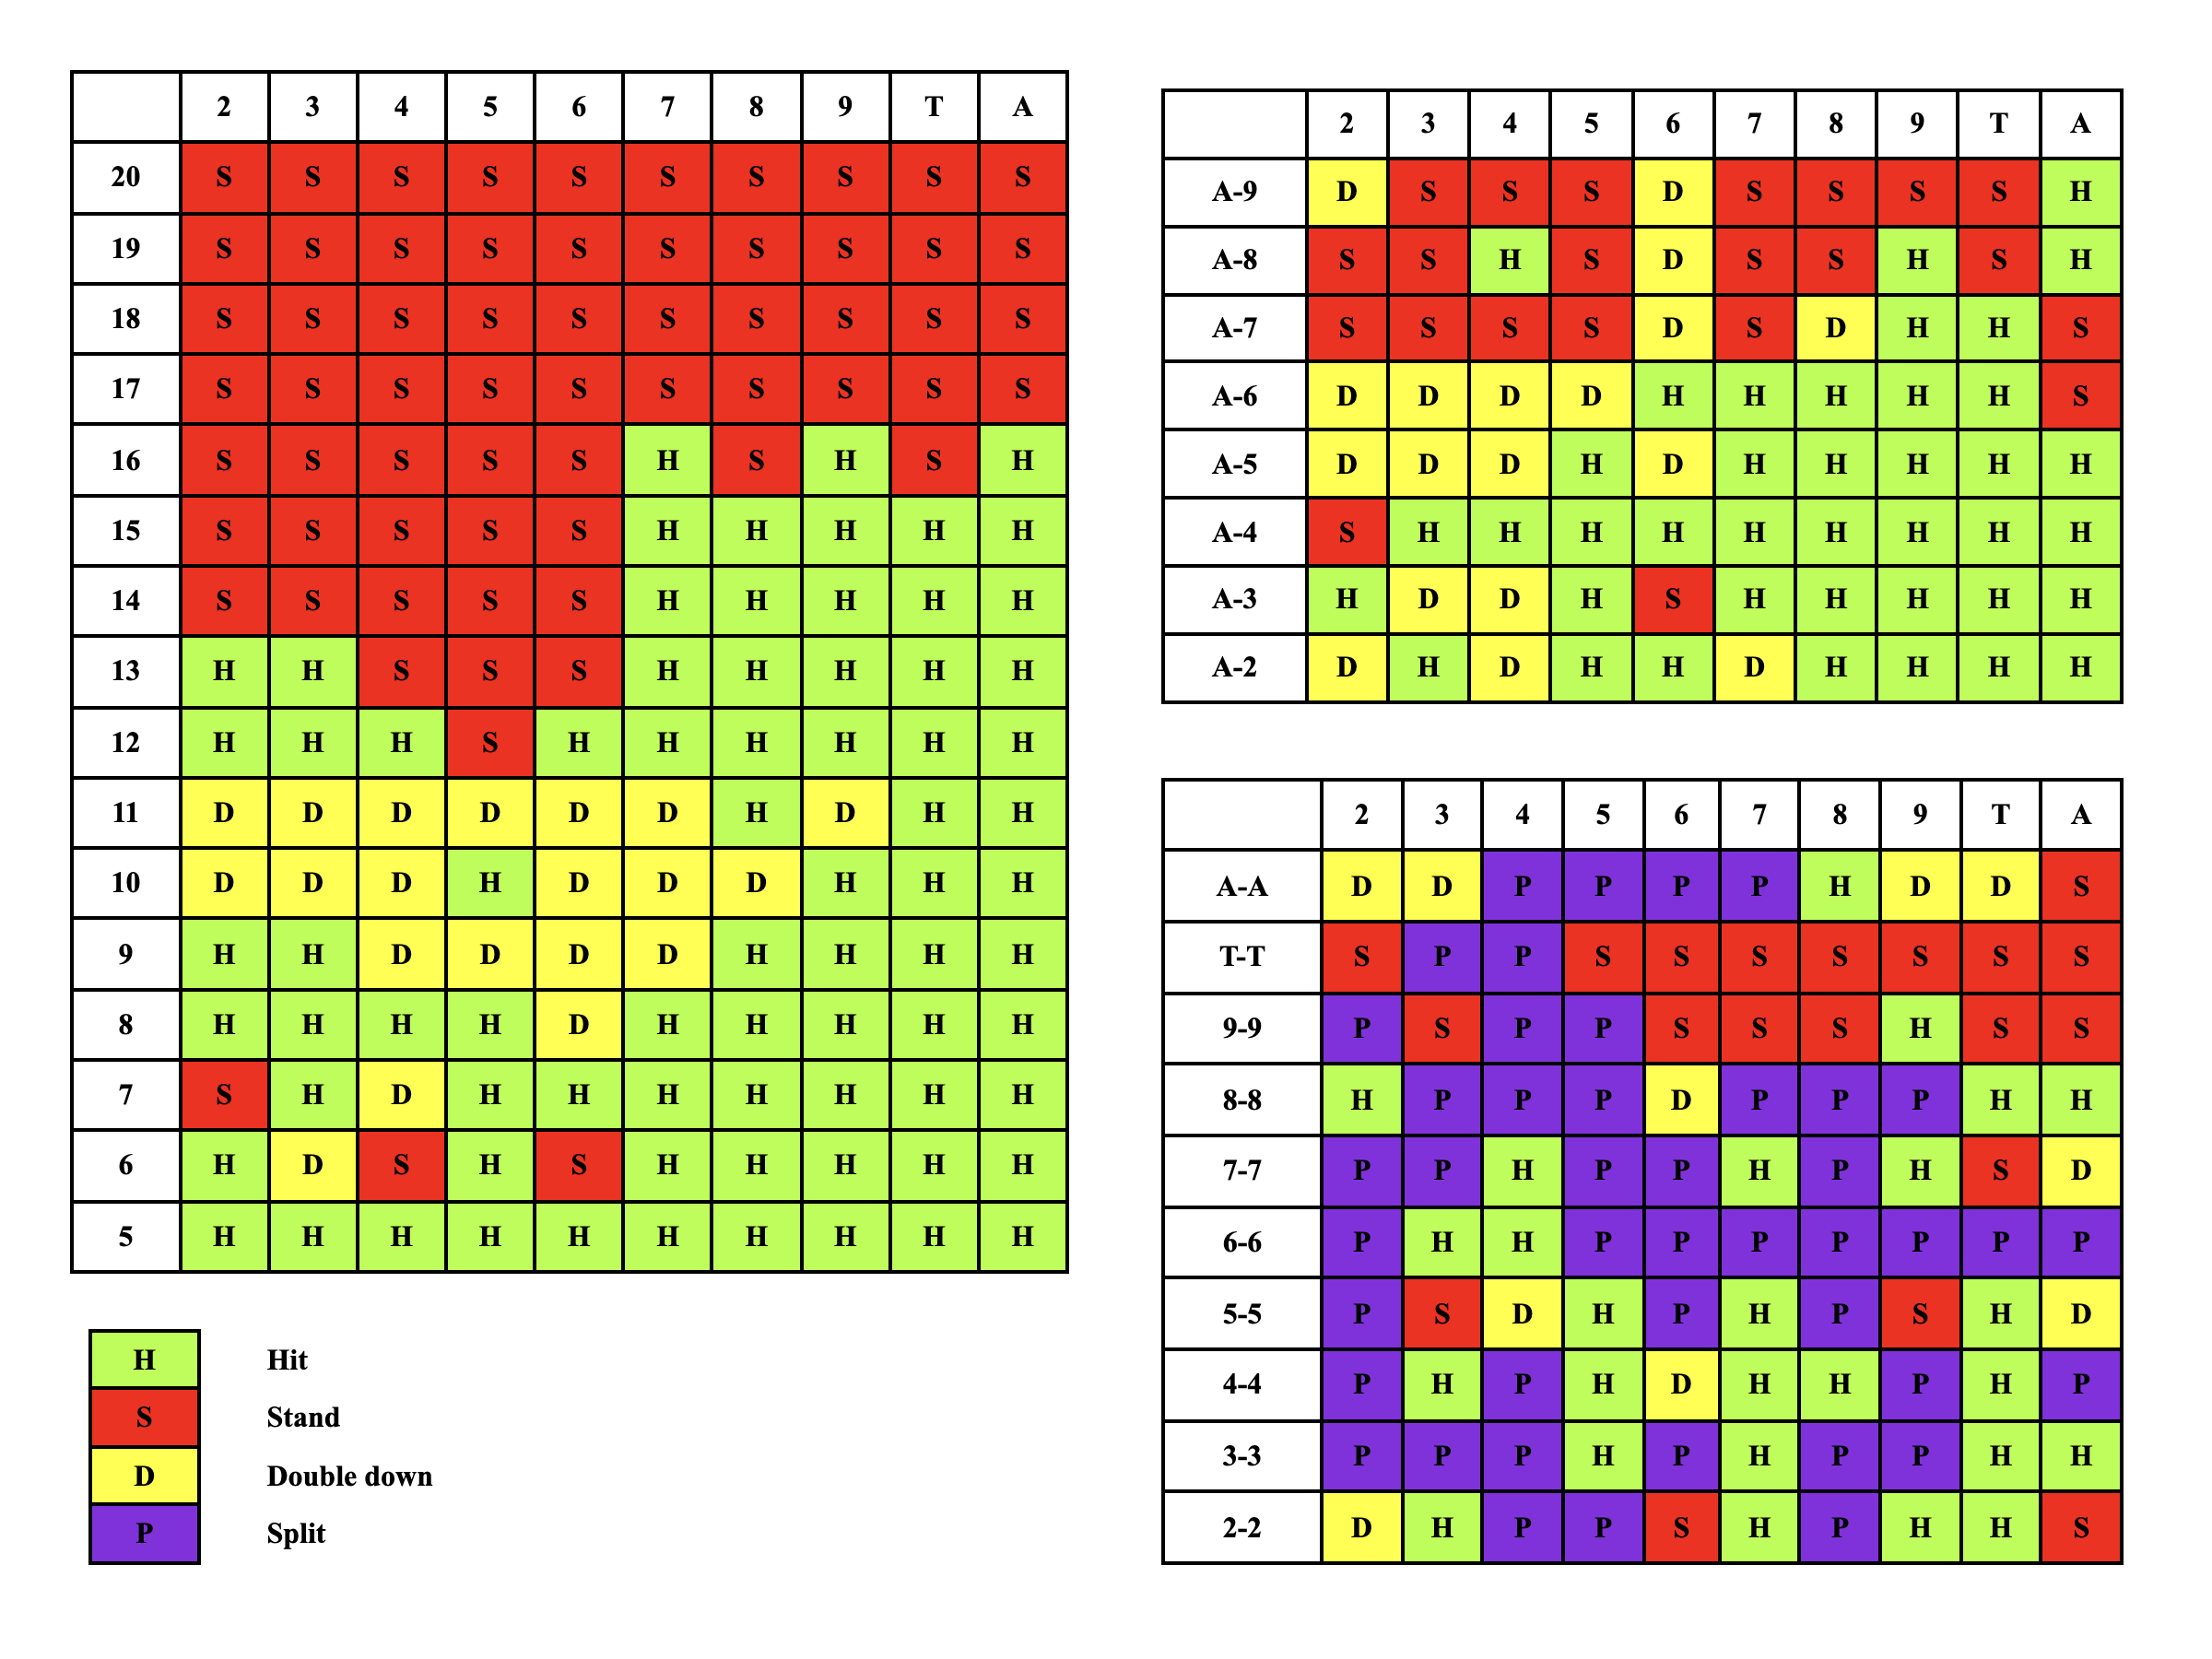 2 3 4 5 6 7 8 9 T A
20 S S S S S S S S S S
19 S S S S S S S S S S
18 S S S S S S S S S S
17 S S S S S S S S S S
16 S S S S S H S H S H
15 S S S S S H H H H H
14 S S S S S H H H H H
13 H H S S S H H H H H
12 H H H S H H H H H H
11 D D D D D D H D H H
10 D D D H D D D H H H
9 H H D D D D H H H H
8 H H H H D H H H H H
7 S H D H H H H H H H
6 H D S H S H H H H H
5 H H H H H H H H H H
H Hit
S Stand
D Double down
P Split
2 3 4 5 6 7 8 9 T A
A-9 D S S S D S S S S H
A-8 S S H S D S S H S H
A-7 S S S S D S D H H S
A-6 D D D D H H H H H S
A-5 D D D H D H H H H H
A-4 S H H H H H H H H H
A-3 H D D H S H H H H H
A-2 D H D H H D H H H H
2 3 4 5 6 7 8 9 T A
A-A D D P P P P H D D S
T-T S P P S S S S S S S
9-9 P S P P S S S H S S
8-8 H P P P D P P P H H
7-7 P P H P P H P H S D
6-6 P H H P P P P P P P
5-5 P S D H P H P S H D
4-4 P H P H D H H P H P
3-3 P P P H P H P P H H
2-2 D H P P S H P H H S